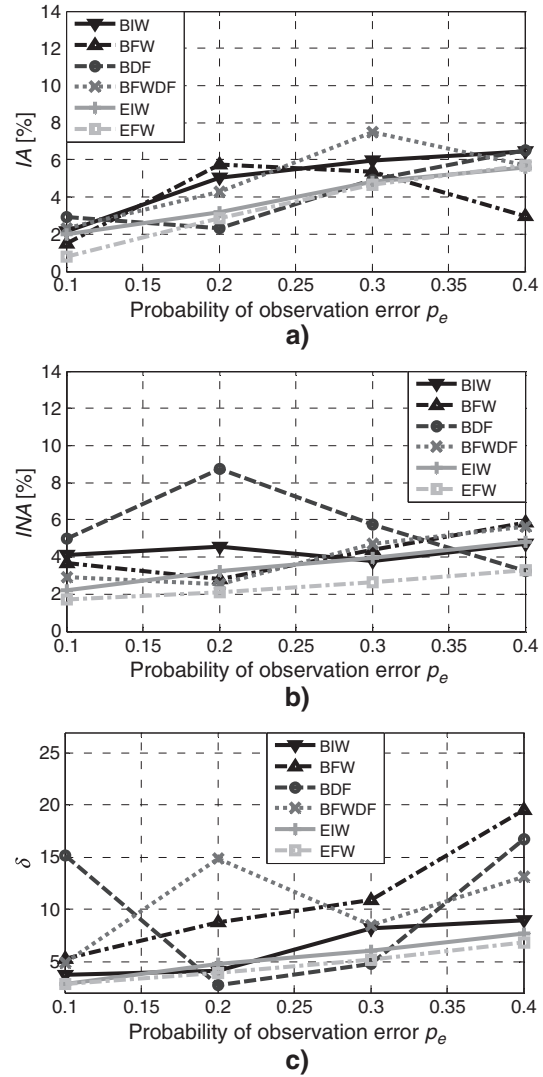 14
12
10
8
6
4
2
0
IA [%]
BIW
BFW
BDF
BFWDF
EIW
EFW
0.1 0.15 0.2 0.25 0.3 0.35 0.4
Probability of observation error pe
a)
14
12
10
8
6
4
2
0
INA [%]
BIW
BFW
BDF
BFWDF
EIW
EFW
0.1 0.15 0.2 0.25 0.3 0.35 0.4
Probability of observation error pe
b)
25
20
15
10
5
δ
BIW
BFW
BDF
BFWDF
EIW
EFW
0.1 0.15 0.2 0.25 0.3 0.35 0.4
Probability of observation error pe
c)